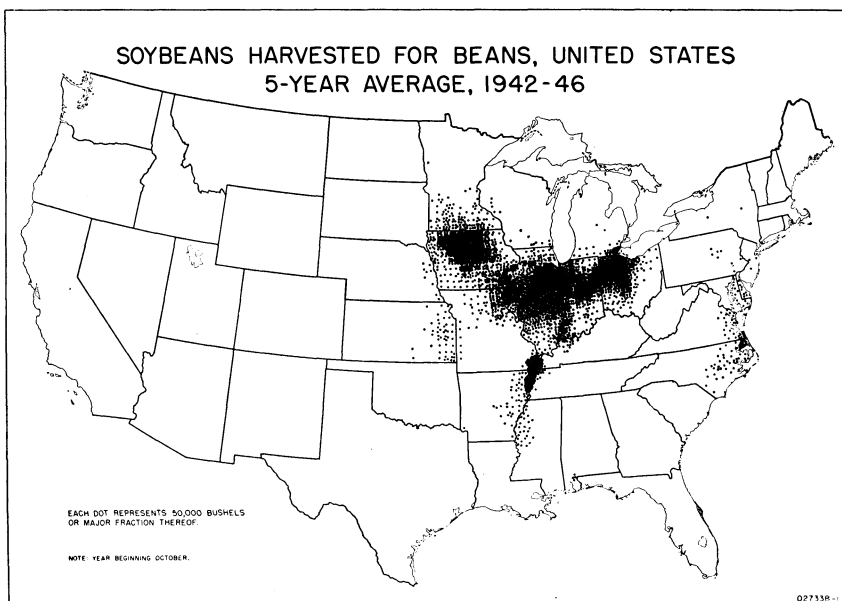 SOYBEANS HARVESTED FOR BEANS, UNITED STATES
5-YEAR AVERAGE, 1942-46
EACH DOT REPRESENTS 50,000 BUSHELS
OR MAJOR FRACTION THEREOF.
NOTE: YEAR BEGINNING OCTOBER.